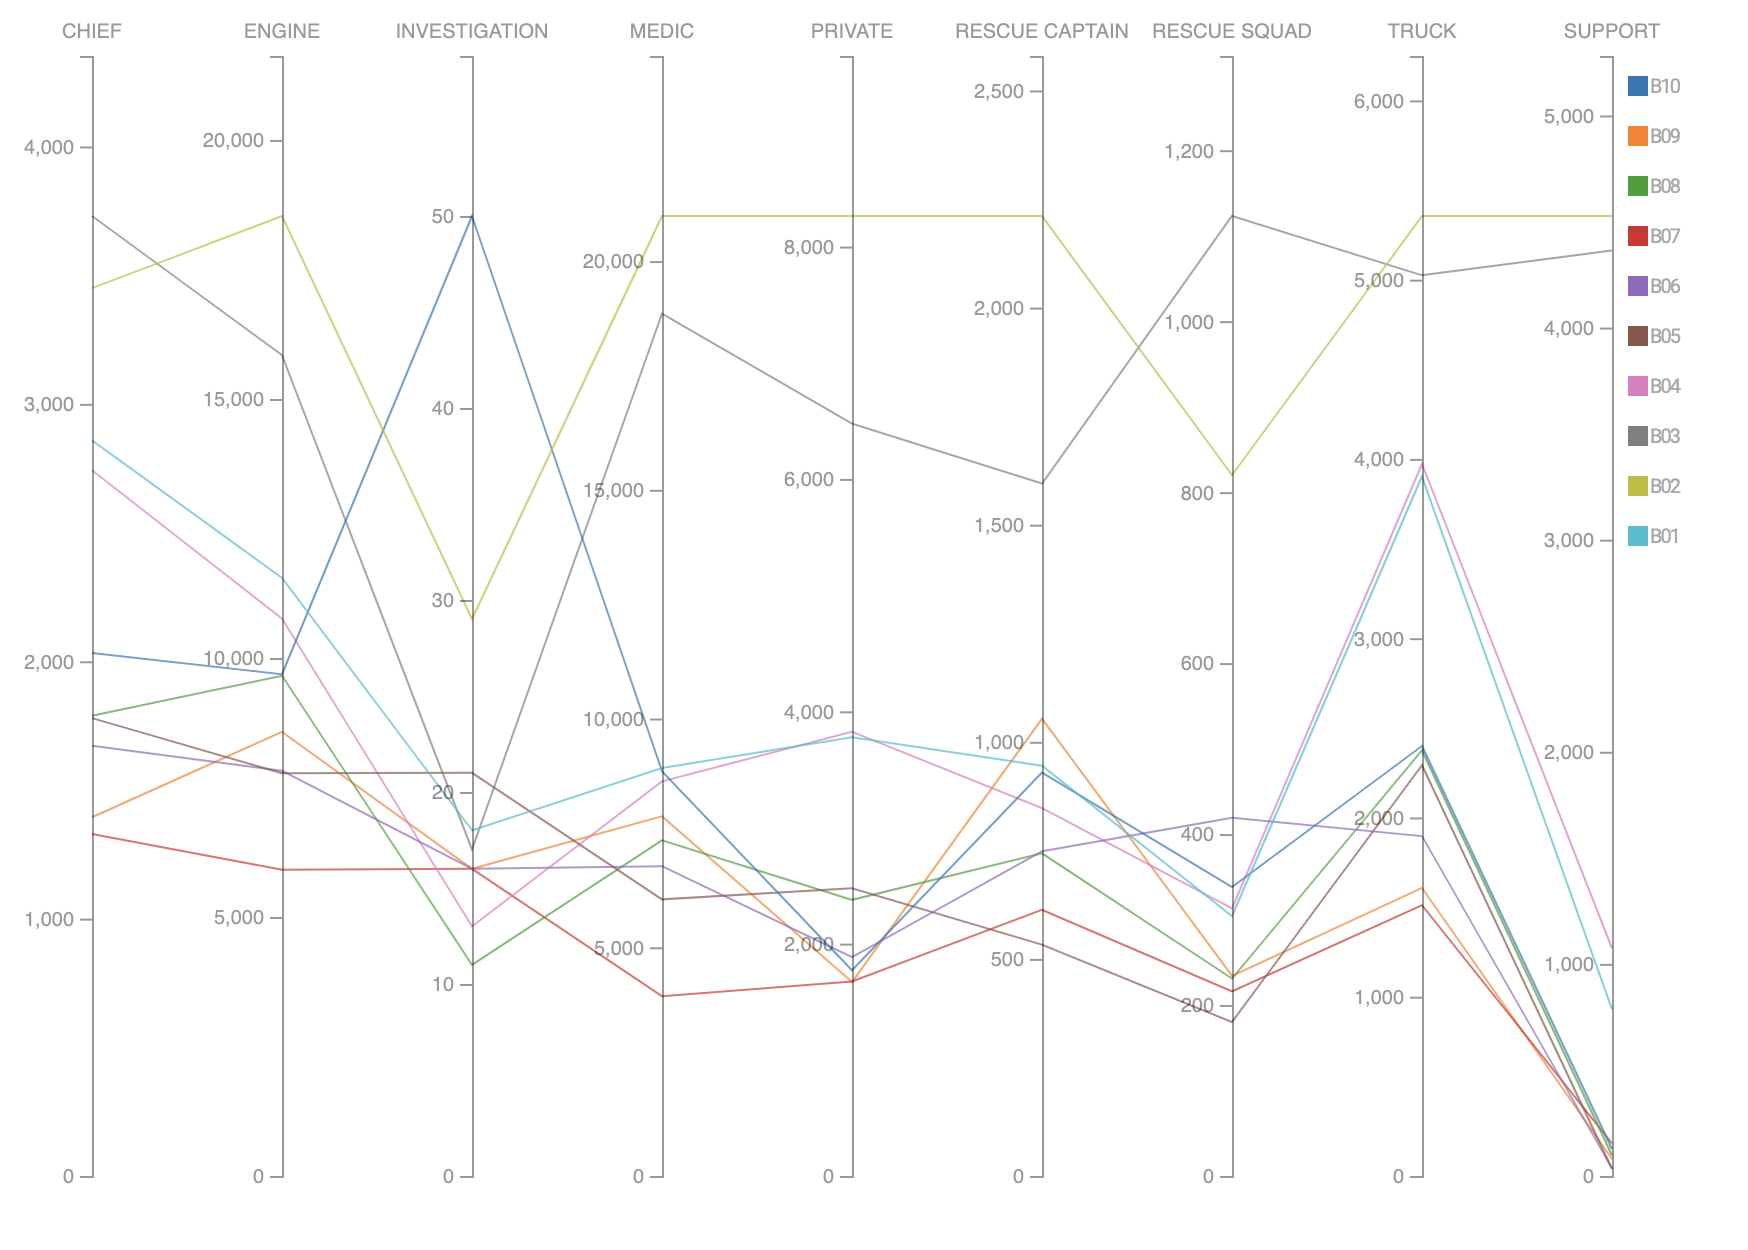 CHIEF
ENGINE
INVESTIGATION
MEDIC
PRIVATE
RESCUE CAPTAIN
RESCUE SQUAD
TRUCK
SUPPORT
4,000
3,000
2,000
1,000
0
20,000
15,000
10,000
5,000
0
50
40
30
20
10
0
20,000
15,000
10,000
5,000
0
8,000
6,000
4,000
2,000
0
2,500
2,000
1,500
1,000
500
0
1,200
1,000
800
600
400
200
0
6,000
5,000
4,000
3,000
2,000
1,000
0
5,000
4,000
3,000
2,000
1,000
0
B10
B09
B08
B07
B06
B05
B04
B03
B02
B01